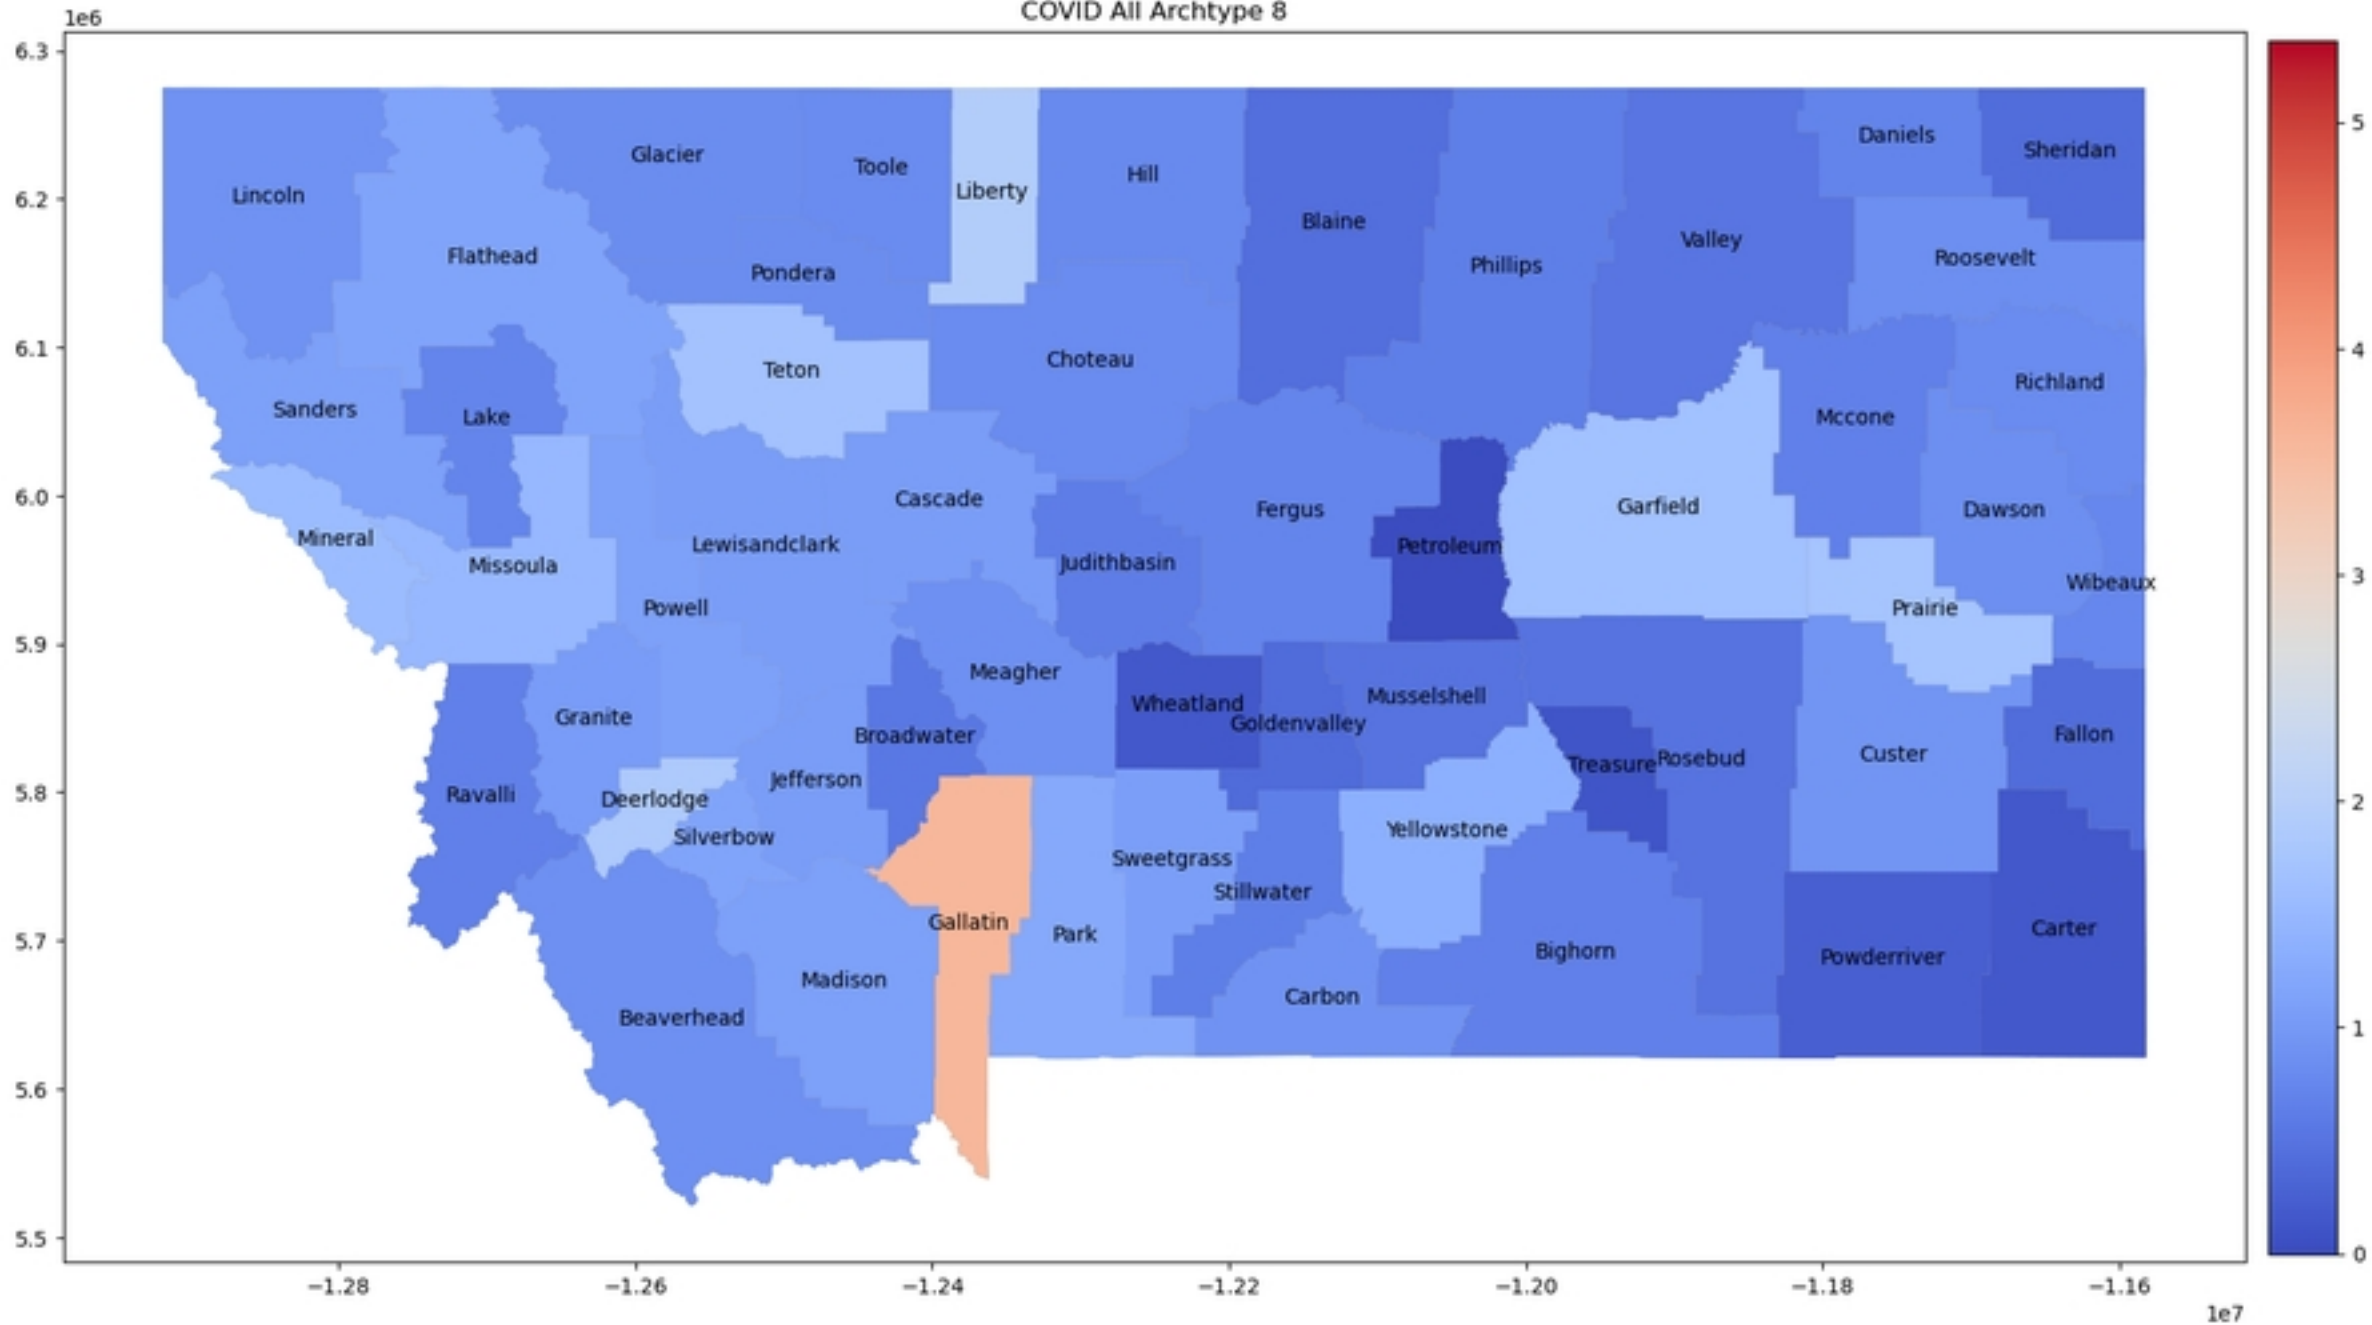 COVID All Archtype 8
1e6
6.3
6.2
6.1
6.0
5.9
5.8
5.7
5.6
5.5
Lincoln
Flathead
Glacier
Toole
Liberty
Hill
Blaine
Phillips
Valley
Daniels
Sheridan
Roosevelt
Pondera
Teton
Choteau
Sanders
Lake
Richland
Mccone
Cascade
Fergus
Garfield
Dawson
Mineral
Missoula
Lewisandclark
Judithbasin
Petroleum
Wibeaux
Powell
Prairie
Meagher
Granite
Wheatland
Musselshell
Goldenvalley
Broadwater
Fallon
Custer
Treasure
Rosebud
Ravalli
Deerlodge
Jefferson
Silverbow
Yellowstone
Sweetgrass
Stillwater
Gallatin
Park
Carter
Bighorn
Powderriver
Madison
Carbon
Beaverhead
−1.28
−1.26
−1.24
−1.22
−1.20
−1.18
−1.16
1e7
5
4
3
2
1
0